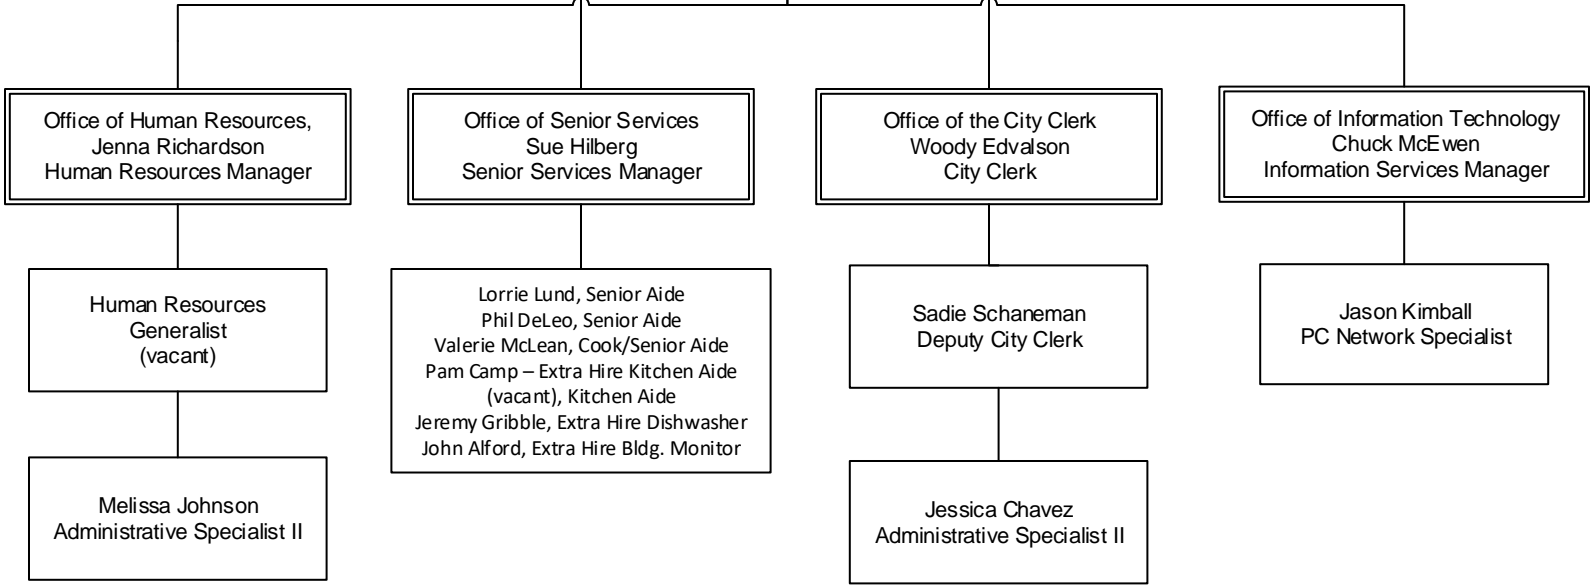 Office of Human Resources,
Jenna Richardson
Human Resources Manager
Office of Senior Services
Sue Hilberg
Senior Services Manager
Office of the City Clerk
Woody Edvalson
City Clerk
Office of Information Technology
Chuck McEwen
Information Services Manager
Human Resources
Generalist
(vacant)
Lorrie Lund, Senior Aide
Phil DeLeo, Senior Aide
Valerie McLean, Cook/Senior Aide
Pam Camp – Extra Hire Kitchen Aide
(vacant), Kitchen Aide
Jeremy Gribble, Extra Hire Dishwasher
John Alford, Extra Hire Bldg. Monitor
Sadie Schaneman
Deputy City Clerk
Jason Kimball
PC Network Specialist
Melissa Johnson
Administrative Specialist II
Jessica Chavez
Administrative Specialist II